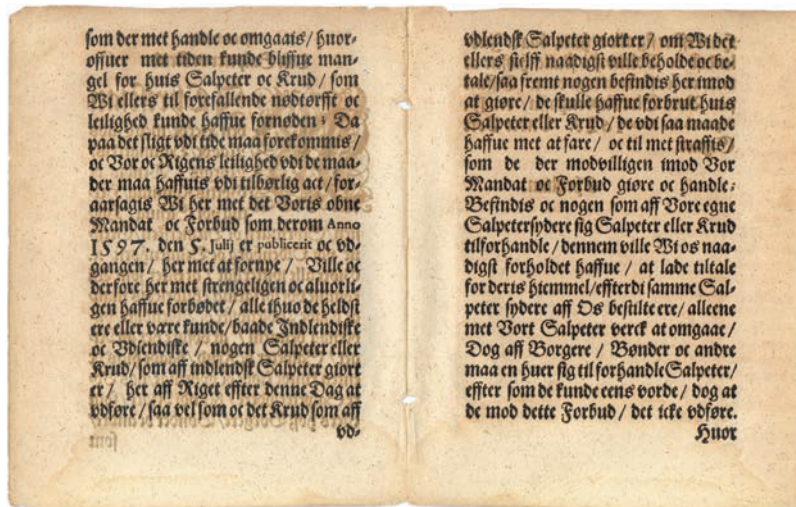 som der met handle oc omgaais / huor-
offuer met tiden kunde bliffue man-
gel for huis Salpeter oc Krud / som
Wi ellers til forefallende nødtørfft oc
leilighed kunde haffue fornøden : Da
paa det sligt vdi tide maa forekommis /
oc Vor oc Rigens leilighed vdi de maa-
der maa haffuis vdi tilbørlig act / for-
aarsagis Wi her met det Voris obne
Mandat oc Forbud som derom Anno
1597. den 5. Julij er publicerit oc vd-
gangen / her met at fornye / Ville oc
derfore her met strengeligen oc aluorli-
gen haffue forbødet / alle ihuo de heldst
ere eller være kunde / baade Indlendiske
oc Vdlendiske / nogen Salpeter eller
Krud / som aff indlendsk Salpeter giort
er / her aff Riget effter denne Dag at
vdføre / saa vel som oc det Krud som aff
vd-
vdlendsk Salpeter giort er / om Wi det
ellers sielff naadigst ville beholde oc be-
tale / saa fremt nogen befindis her imod
at giøre / de skulle haffue forbrut huis
Salpeter eller Krud / de vdi saa maade
haffue met at fare / oc til met straffis /
som de der modvilligen imod Vor
Mandat oc Forbud giøre oc handle :
Befindis oc nogen som aff Vore egne
Salpetersydere sig Salpeter eller Krud
tilforhandle / dennem ville Wi os naa-
digst forholdet haffue / at lade tiltale
for deris hiemmel / effterdi samme Sal-
peter sydere aff Os bestilte ere / alleene
met Vort Salpeter verck at omgaae /
Dog aff Borgere / Bønder oc andre
maa en huer sig til forhandle Salpeter /
effter som de kunde eens vorde / dog at
de mod dette Forbud / det icke vdføre.
Huor